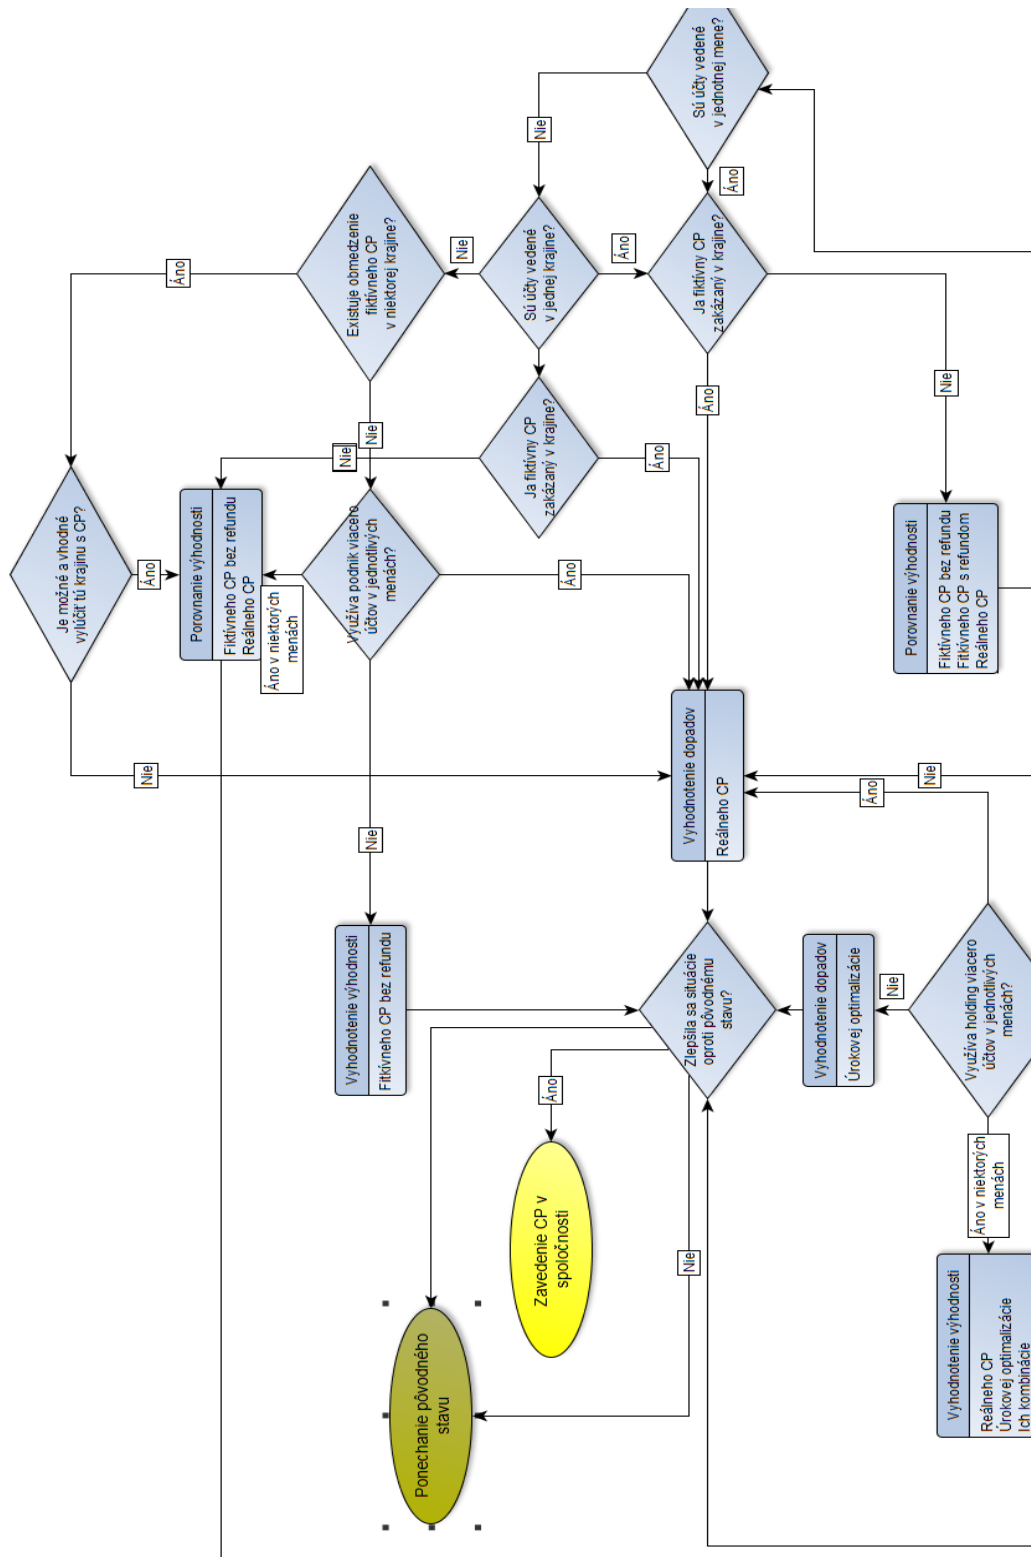 Sú účty vedené
v jednotnej mene?
Nie
Áno
Existuje obmedzenie
fiktívneho CP
v niektorej krajine?
Nie
Sú účty vedené
v jednej krajine?
Áno
Ja fiktívny CP
zakázaný v krajine?
Áno
Nie
Áno
Nie
Nie
Ja fiktívny CP
zakázaný v krajine?
Áno
Je možné a vhodné
vylúčiť tú krajinu s CP?
Áno
Porovnanie výhodnosti
Fiktívneho CP bez refundu
Reálneho CP
Áno v niektorých
menách
Využíva podnik viacero
účtov v jednotlivých
menách?
Áno
Porovnanie výhodnosti
Fiktívneho CP bez refundu
Fitkívneho CP s refundom
Reálneho CP
Nie
Nie
Vyhodnotenie dopadov
Reálneho CP
Áno
Nie
Vyhodnotenie výhodnosti
Fitkívneho CP bez refundu
Zlepšila sa situácie
oproti pôvodnému
stavu?
Vyhodnotenie dopadov
Úrokovej optimalizácie
Nie
Využíva holding viacero
účtov v jednotlivých
menách?
Áno
Zavedenie CP v
spoločnosti
Nie
Áno v niektorých
menách
Ponechanie pôvodného
stavu
Vyhodnotenie výhodnosti
Reálneho CP
Úrokovej optimalizácie
Ich kombinácie